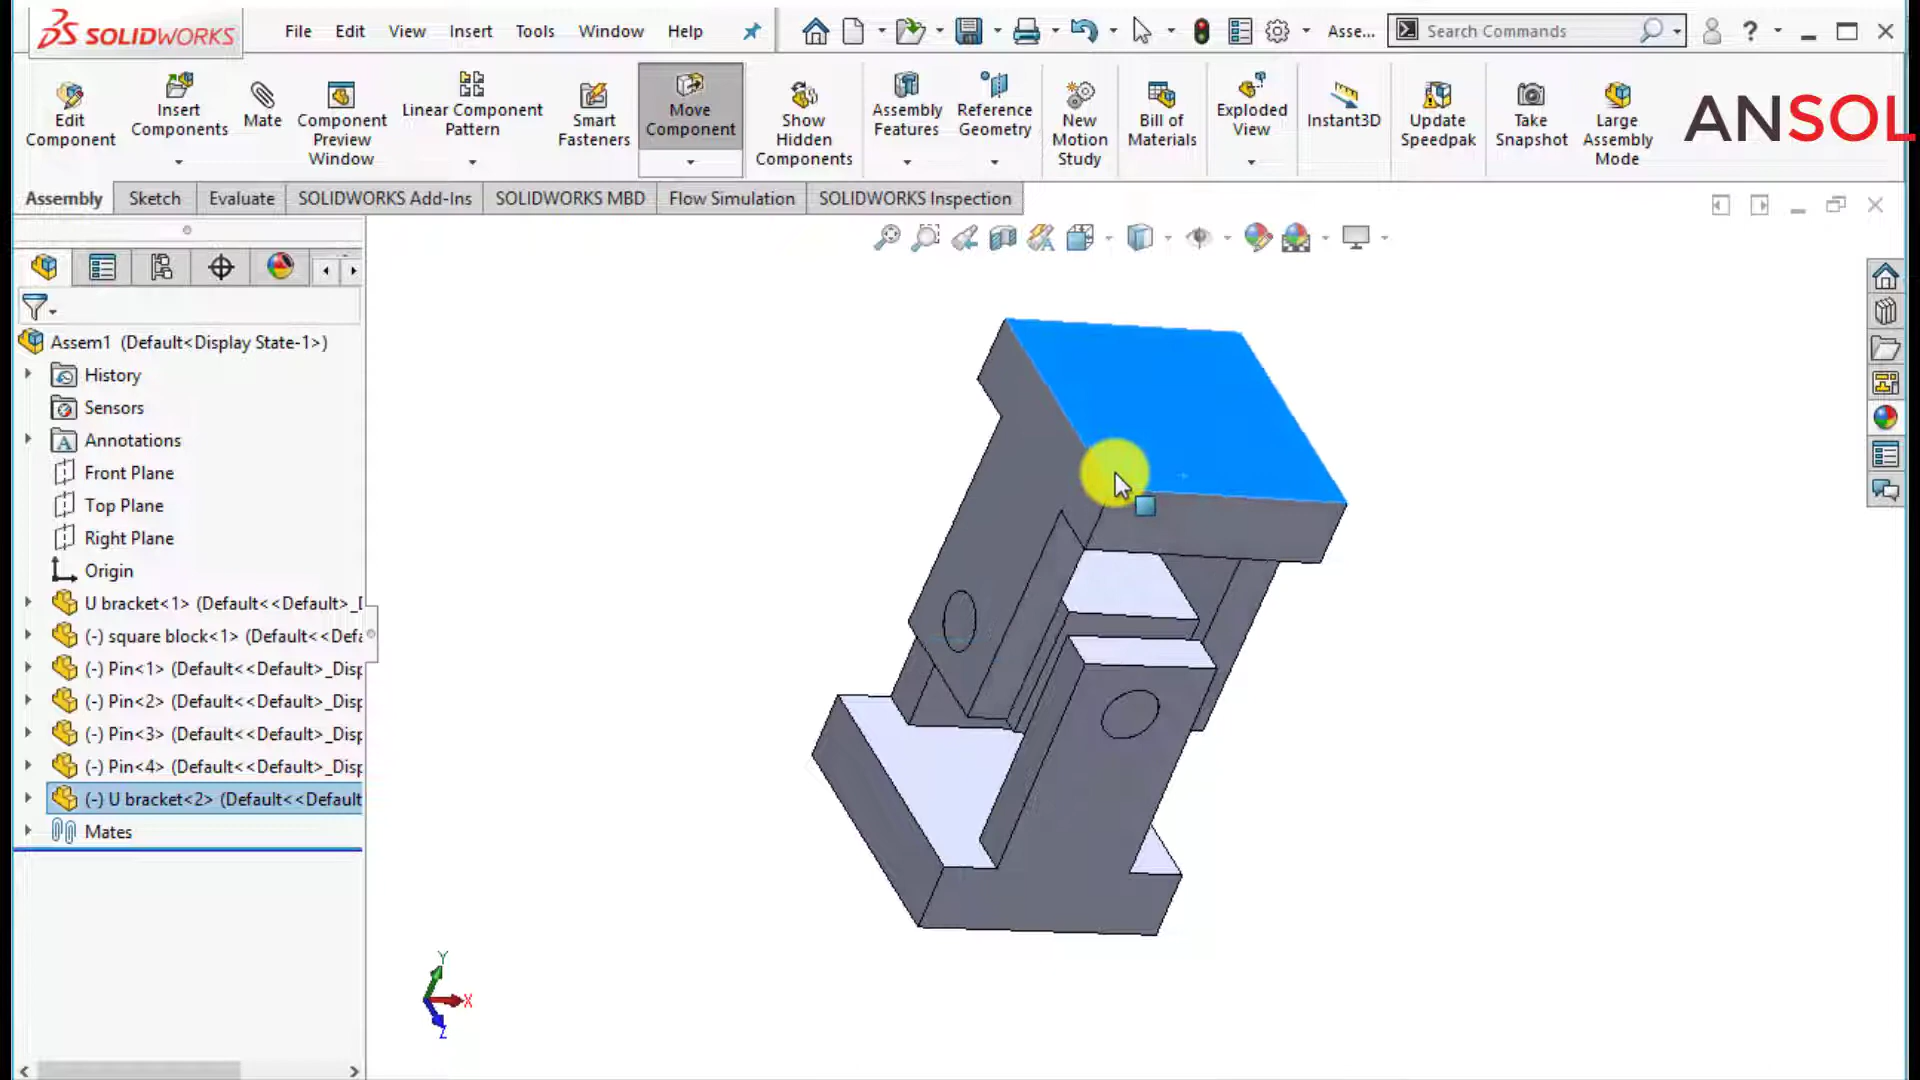 SOLIDWORKS File Edit View Insert Tools Window Help Asse... Search Commands ?
Edit Component
Insert Components
Mate
Component Preview Window
Linear Component Pattern
Smart Fasteners
Move Component
Show Hidden Components
Assembly Features
Reference Geometry
New Motion Study
Bill of Materials
Exploded View
Instant3D
Update Speedpak
Take Snapshot
Large Assembly Mode
ANSOL
Assembly Sketch Evaluate SOLIDWORKS Add-Ins SOLIDWORKS MBD Flow Simulation SOLIDWORKS Inspection
Assem1 (Default<Display State-1>)
History
Sensors
Annotations
Front Plane
Top Plane
Right Plane
Origin
U bracket<1> (Default<<Default>_D
(-) square block<1> (Default<<Defa
(-) Pin<1> (Default<<Default>_Disp
(-) Pin<2> (Default<<Default>_Disp
(-) Pin<3> (Default<<Default>_Disp
(-) Pin<4> (Default<<Default>_Disp
(-) U bracket<2> (Default<<Default
Mates
Y
X
Z